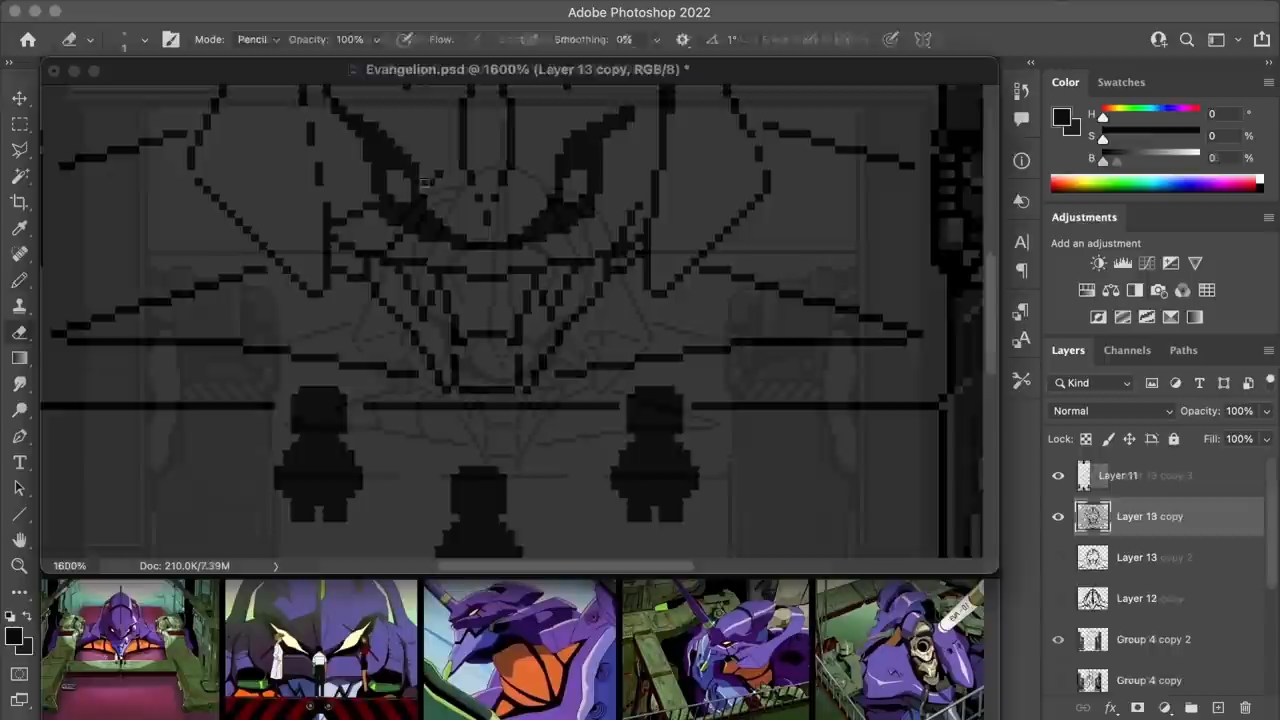 Adobe Photoshop 2022
Mode: Pencil Opacity: 100% Flow: Smoothing: 0% 1°
Evangelion.psd @ 1600% (Layer 13 copy, RGB/8) *
Color Swatches
H 0 °
S 0 %
B 0 %
Adjustments
Add an adjustment
Layers Channels Paths
Kind
Normal Opacity: 100%
Lock: Fill: 100%
Layer 11
Layer 13 copy
Layer 13
Layer 12
Group 4 copy 2
Group 4 copy
1600% Doc: 210.0K/7.39M